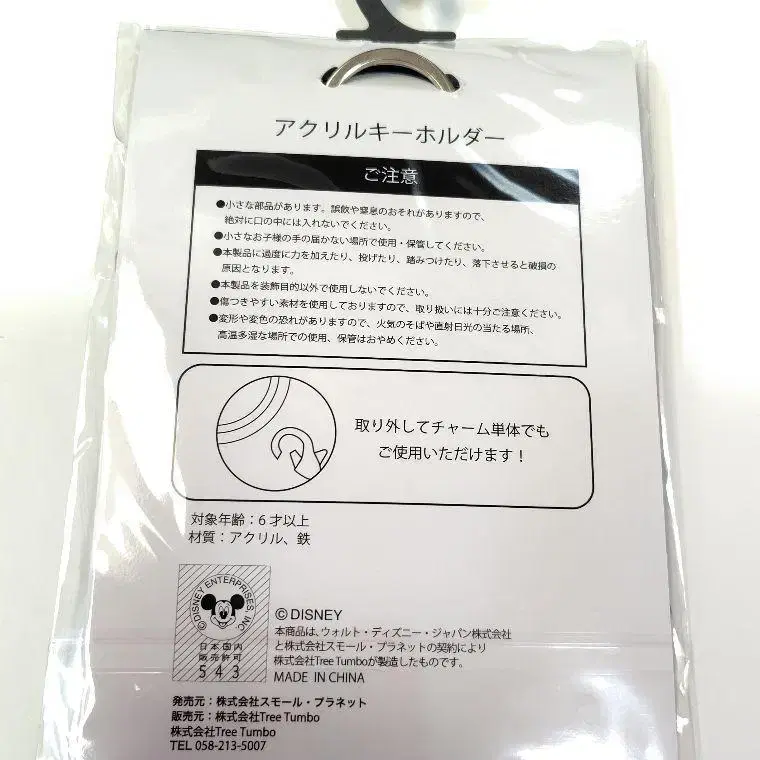 アクリルキーホルダー
ご注意
●小さな部品があります。誤飲や窒息のおそれがありますので、
絶対に口の中には入れないでください。
●小さなお子様の手の届かない場所で使用・保管してください。
●本製品に過度に力を加えたり、投げたり、踏みつけたり、落下させると破損の
原因となります。
●本製品を装飾目的以外で使用しないでください。
●傷つきやすい素材を使用しておりますので、取り扱いには十分ご注意ください。
●変形や変色の恐れがありますので、火気のそばや直射日光の当たる場所、
高温多湿な場所での使用、保管はおやめください。
取り外してチャーム単体でも
ご使用いただけます！
対象年齢：6才以上
材質：アクリル、鉄
©DISNEY ENTERPRISES, INC.
日本国内
販売許可
543
© DISNEY
本商品は、ウォルト・ディズニー・ジャパン株式会社
と株式会社スモール・プラネットの契約により
株式会社Tree Tumboが製造したものです。
MADE IN CHINA
発売元：株式会社スモール・プラネット
販売元：株式会社Tree Tumbo
製造元：株式会社Tree Tumbo
TEL 058-213-5007